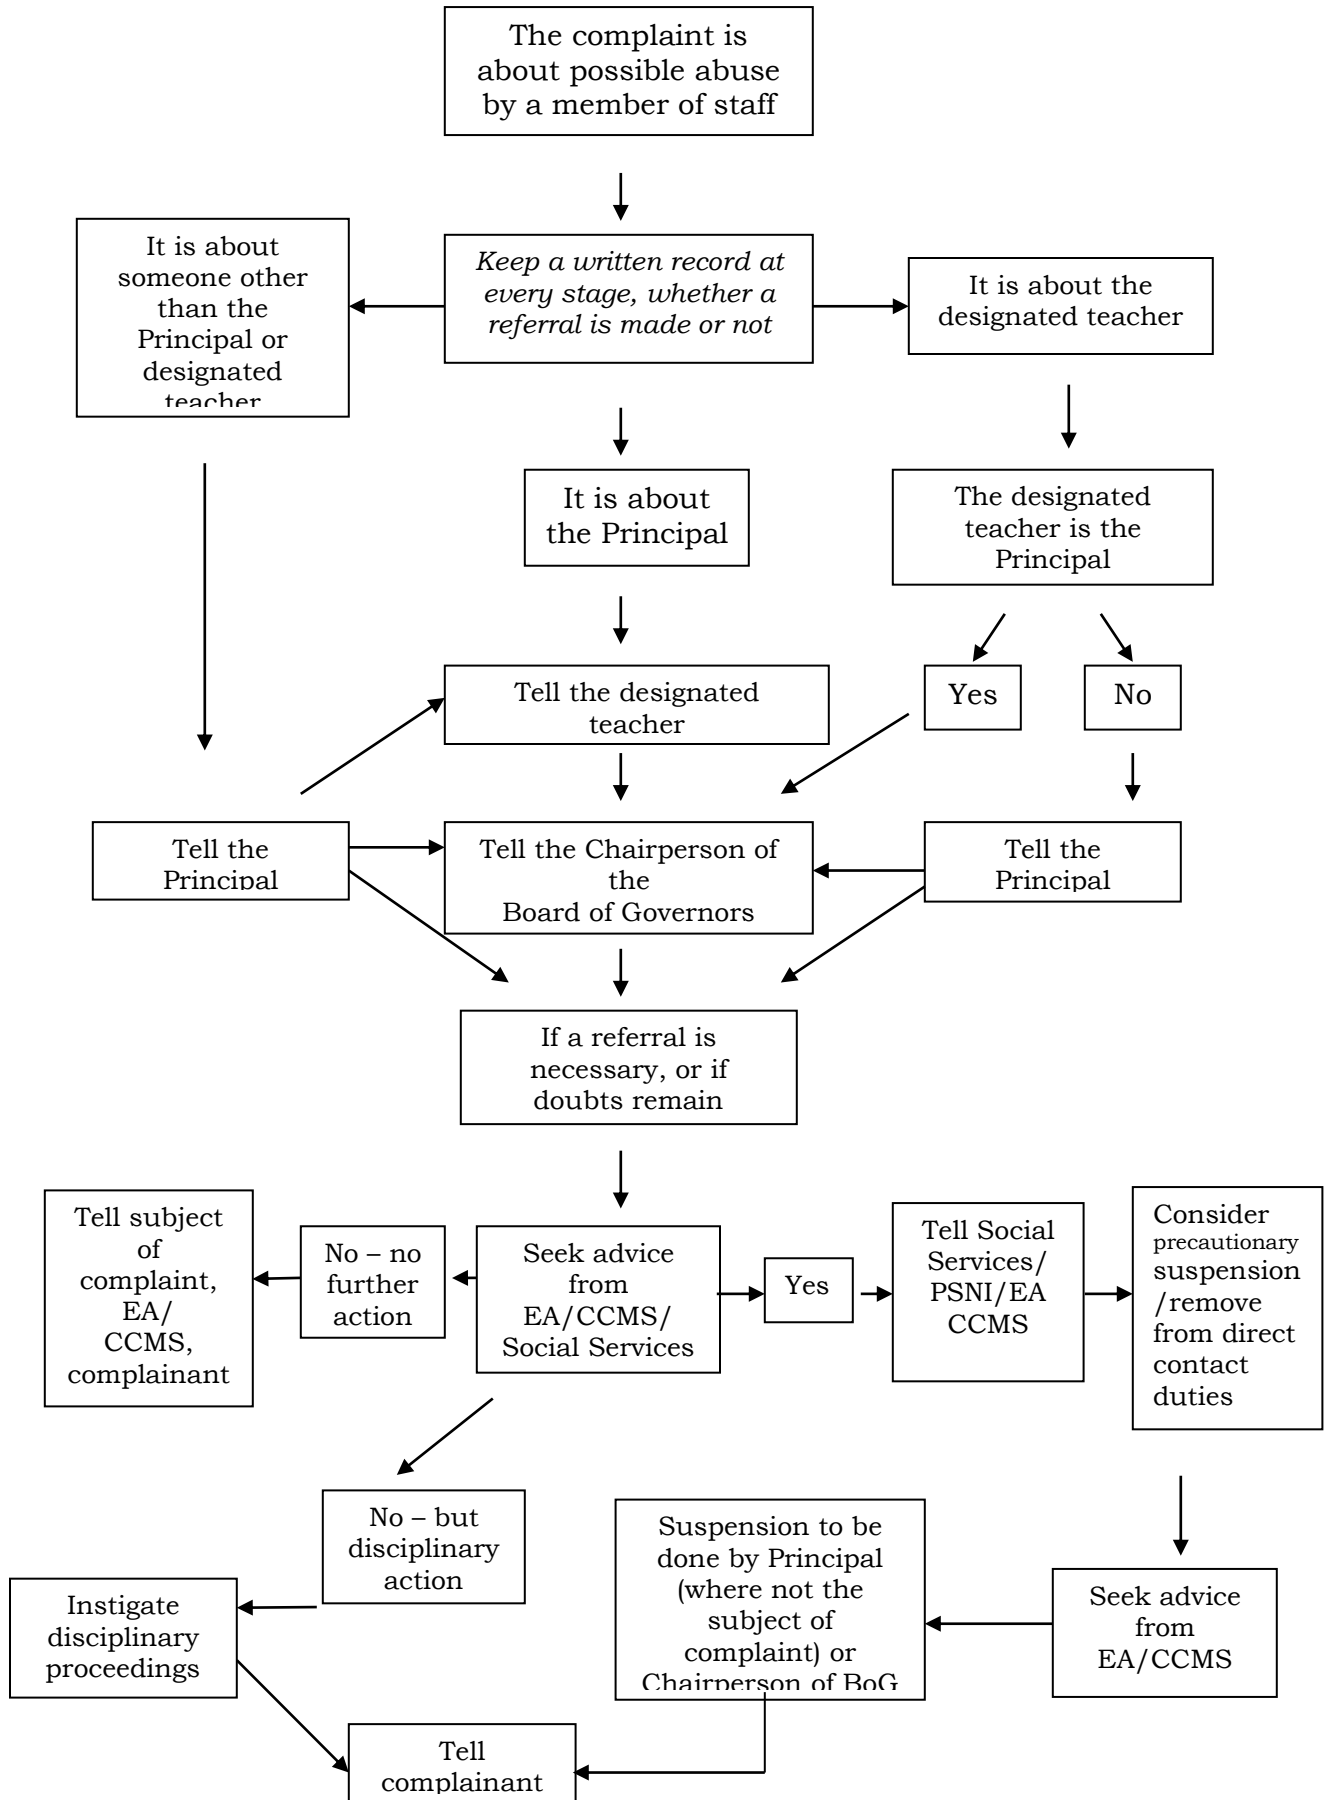 The complaint is
about possible abuse
by a member of staff
It is about
someone other
than the
Principal or
designated
teacher
Keep a written record at
every stage, whether a
referral is made or not
It is about the
designated teacher
It is about
the Principal
The designated
teacher is the
Principal
Tell the designated
teacher
Yes
No
Tell the
Principal
Tell the Chairperson of
the
Board of Governors
Tell the
Principal
If a referral is
necessary, or if
doubts remain
Tell subject
of
complaint,
EA/
CCMS,
complainant
No – no
further
action
Seek advice
from
EA/CCMS/
Social Services
Yes
Tell Social
Services/
PSNI/EA
CCMS
Consider
precautionary
suspension
/remove
from direct
contact
duties
No – but
disciplinary
action
Suspension to be
done by Principal
(where not the
subject of
complaint) or
Chairperson of BoG
Seek advice
from
EA/CCMS
Instigate
disciplinary
proceedings
Tell
complainant